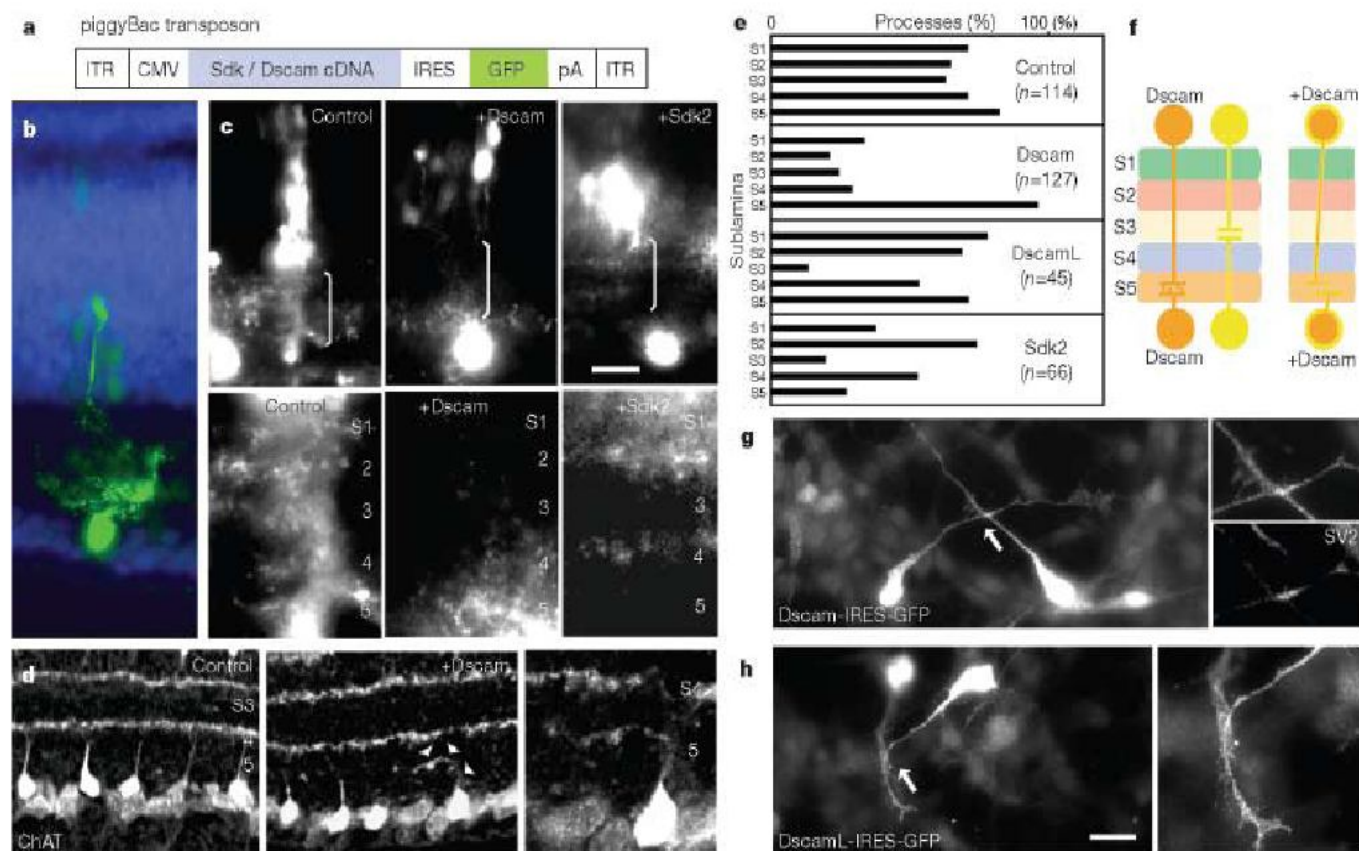 a piggyBac transposon
ITR CMV Sdk / Dscam cDNA IRES GFP pA ITR
b
c Control +Dscam +Sdk2
Control +Dscam +Sdk2
S1 S1 S1
2 2 2
3 3 3
4 4 4
5 5 5
d Control +Dscam
S3 S4
5 5
ChAT
e 0 Processes (%) 100 (%)
Sublamina
S1
S2
S3
S4
S5
Control
(n=114)
S1
S2
S3
S4
S5
Dscam
(n=127)
S1
S2
S3
S4
S5
DscamL
(n=45)
S1
S2
S3
S4
S5
Sdk2
(n=66)
f
Dscam +Dscam
S1
S2
S3
S4
S5
Dscam +Dscam
g
Dscam-IRES-GFP
SV2
h
DscamL-IRES-GFP